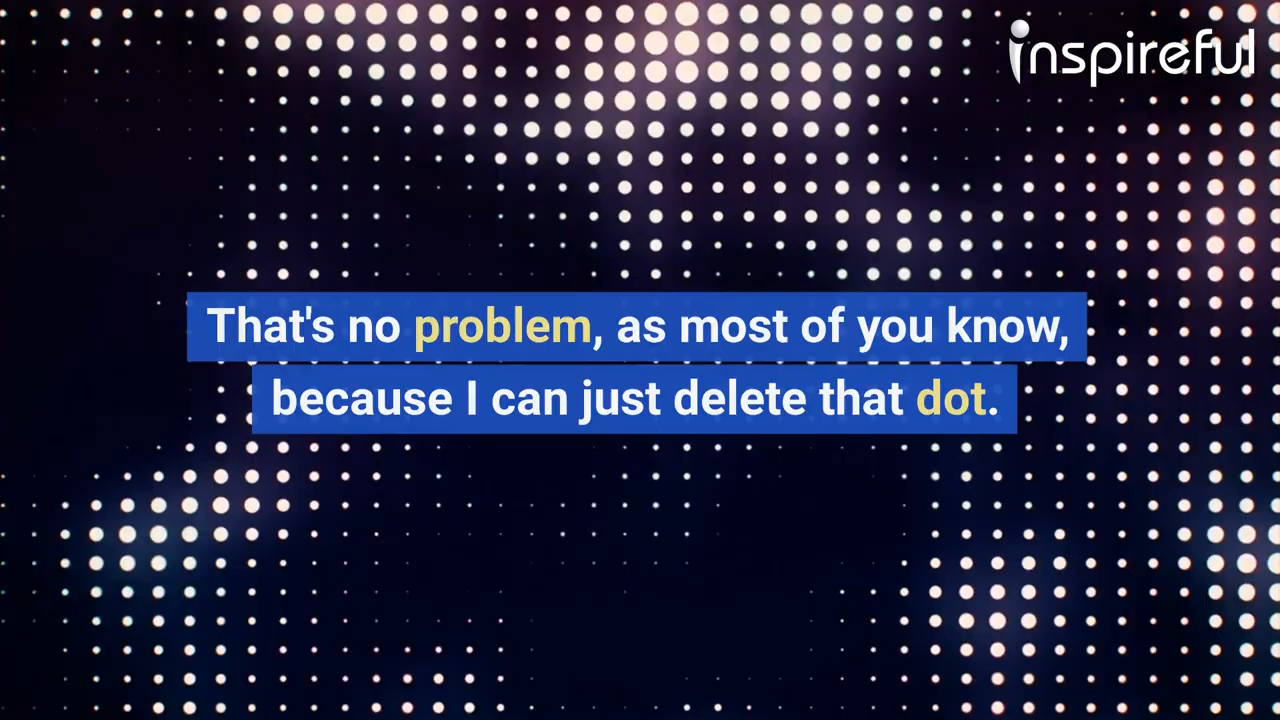 inspireful
That's no problem, as most of you know,
because I can just delete that dot.